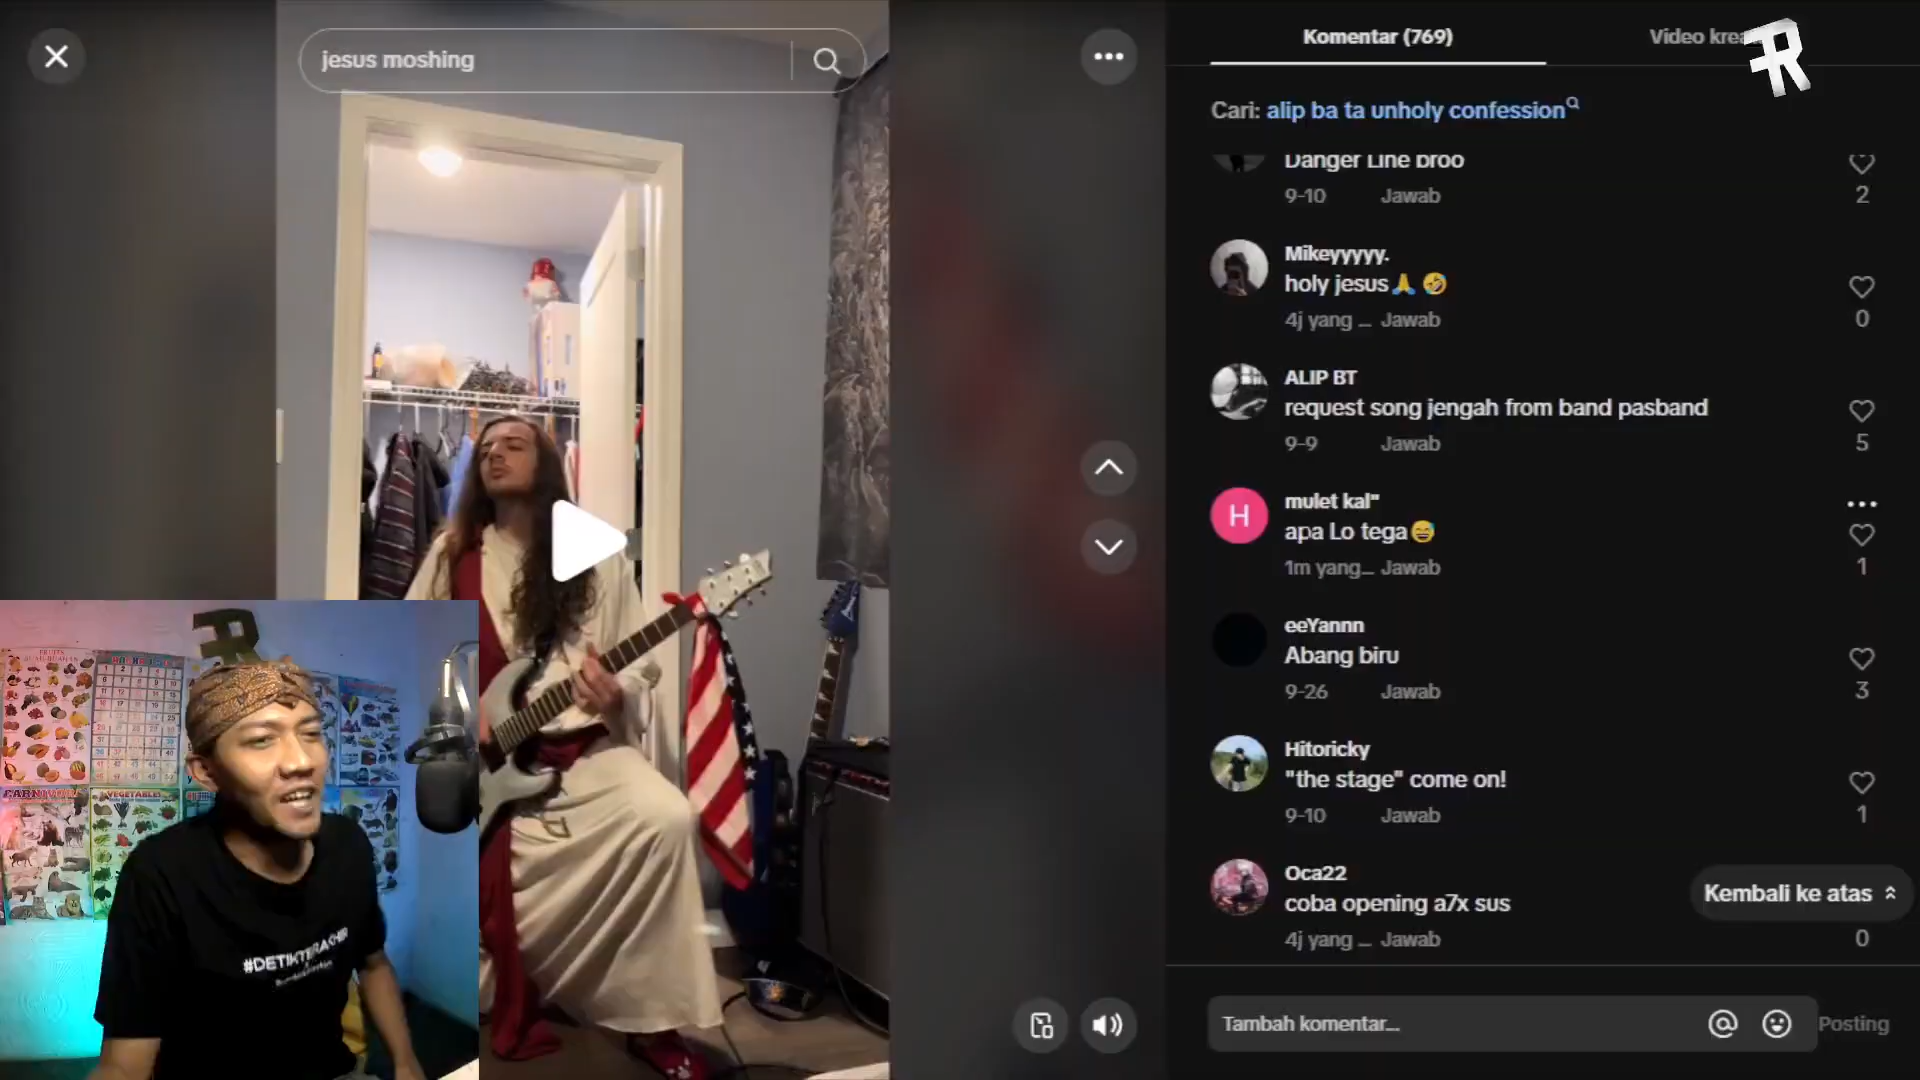 jesus moshing
Komentar (769)
Video krea
Cari: alip ba ta unholy confession
Danger Line broo
9-10 Jawab
2
Mikeyyyyy.
holy jesus🙏🤣
4j yang ... Jawab
0
ALIP BT
request song jengah from band pasband
9-9 Jawab
5
H
mulet kal"
apa Lo tega😅
1m yang... Jawab
1
eeYannn
Abang biru
9-26 Jawab
3
Hitoricky
"the stage" come on!
9-10 Jawab
1
Oca22
coba opening a7x sus
4j yang ... Jawab
0
Kembali ke atas
Tambah komentar...
Posting
CARNIVORA
VEGETABLES
#DETIKTERAKHIR